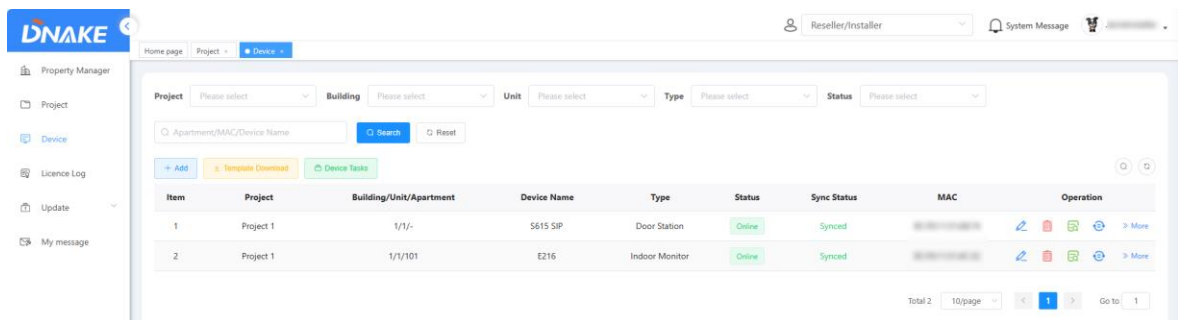 DNAKE
Reseller/Installer System Message
Home page Project × Device ×
Property Manager
Project
Device
Licence Log
Update
My message
Project Please select Building Please select Unit Please select Type Please select Status Please select
Apartment/MAC/Device Name Search Reset
+ Add Template Download Device Tasks
Item Project Building/Unit/Apartment Device Name Type Status Sync Status MAC Operation
1 Project 1 1/1/- S615 SIP Door Station Online Synced » More
2 Project 1 1/1/101 E216 Indoor Monitor Online Synced » More
Total 2 10/page < 1 > Go to 1